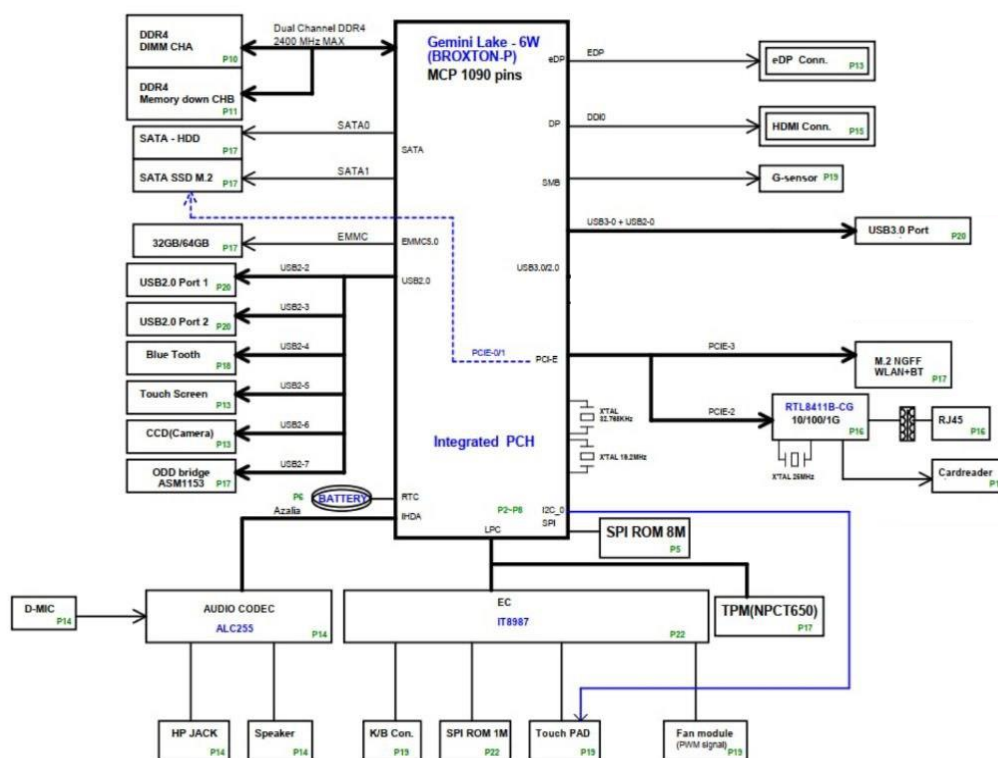 DDR4
DIMM CHA
P10
Dual Channel DDR4
2400 MHz MAX
DDR4
Memory down CHB
P11
SATA - HDD
P17
SATA0
SATA
SATA SSD M.2
P17
SATA1
32GB/64GB
P17
EMMC
EMMC5.0
USB2.0 Port 1
P20
USB2-2
USB2.0
USB2.0 Port 2
P20
USB2-3
Blue Tooth
P18
USB2-4
Touch Screen
P13
USB2-5
CCD(Camera)
P13
USB2-6
ODD bridge
ASM1153
P17
USB2-7
P6
BATTERY
RTC
Azalia
IHDA
Gemini Lake - 6W
(BROXTON-P)
MCP 1090 pins
eDP
EDP
eDP Conn.
P13
DP
DDI0
HDMI Conn.
P15
SMB
G-sensor
P19
USB3-0 + USB2-0
USB3.0 Port
P20
USB3.0/2.0
PCIE-0/1
PCI-E
PCIE-3
M.2 NGFF
WLAN+BT
P17
PCIE-2
RTL8411B-CG
10/100/1G
P16
RJ45
P16
X'TAL 25MHz
Cardreader
X'TAL
32.768KHz
X'TAL 19.2MHz
Integrated PCH
P2~P8
I2C_0
SPI
LPC
SPI ROM 8M
P5
D-MIC
P14
AUDIO CODEC
ALC255
P14
EC
IT8987
P22
TPM(NPCT650)
P17
HP JACK
P14
Speaker
P14
K/B Con.
P19
SPI ROM 1M
P22
Touch PAD
P19
Fan module
(PWM signal)
P19